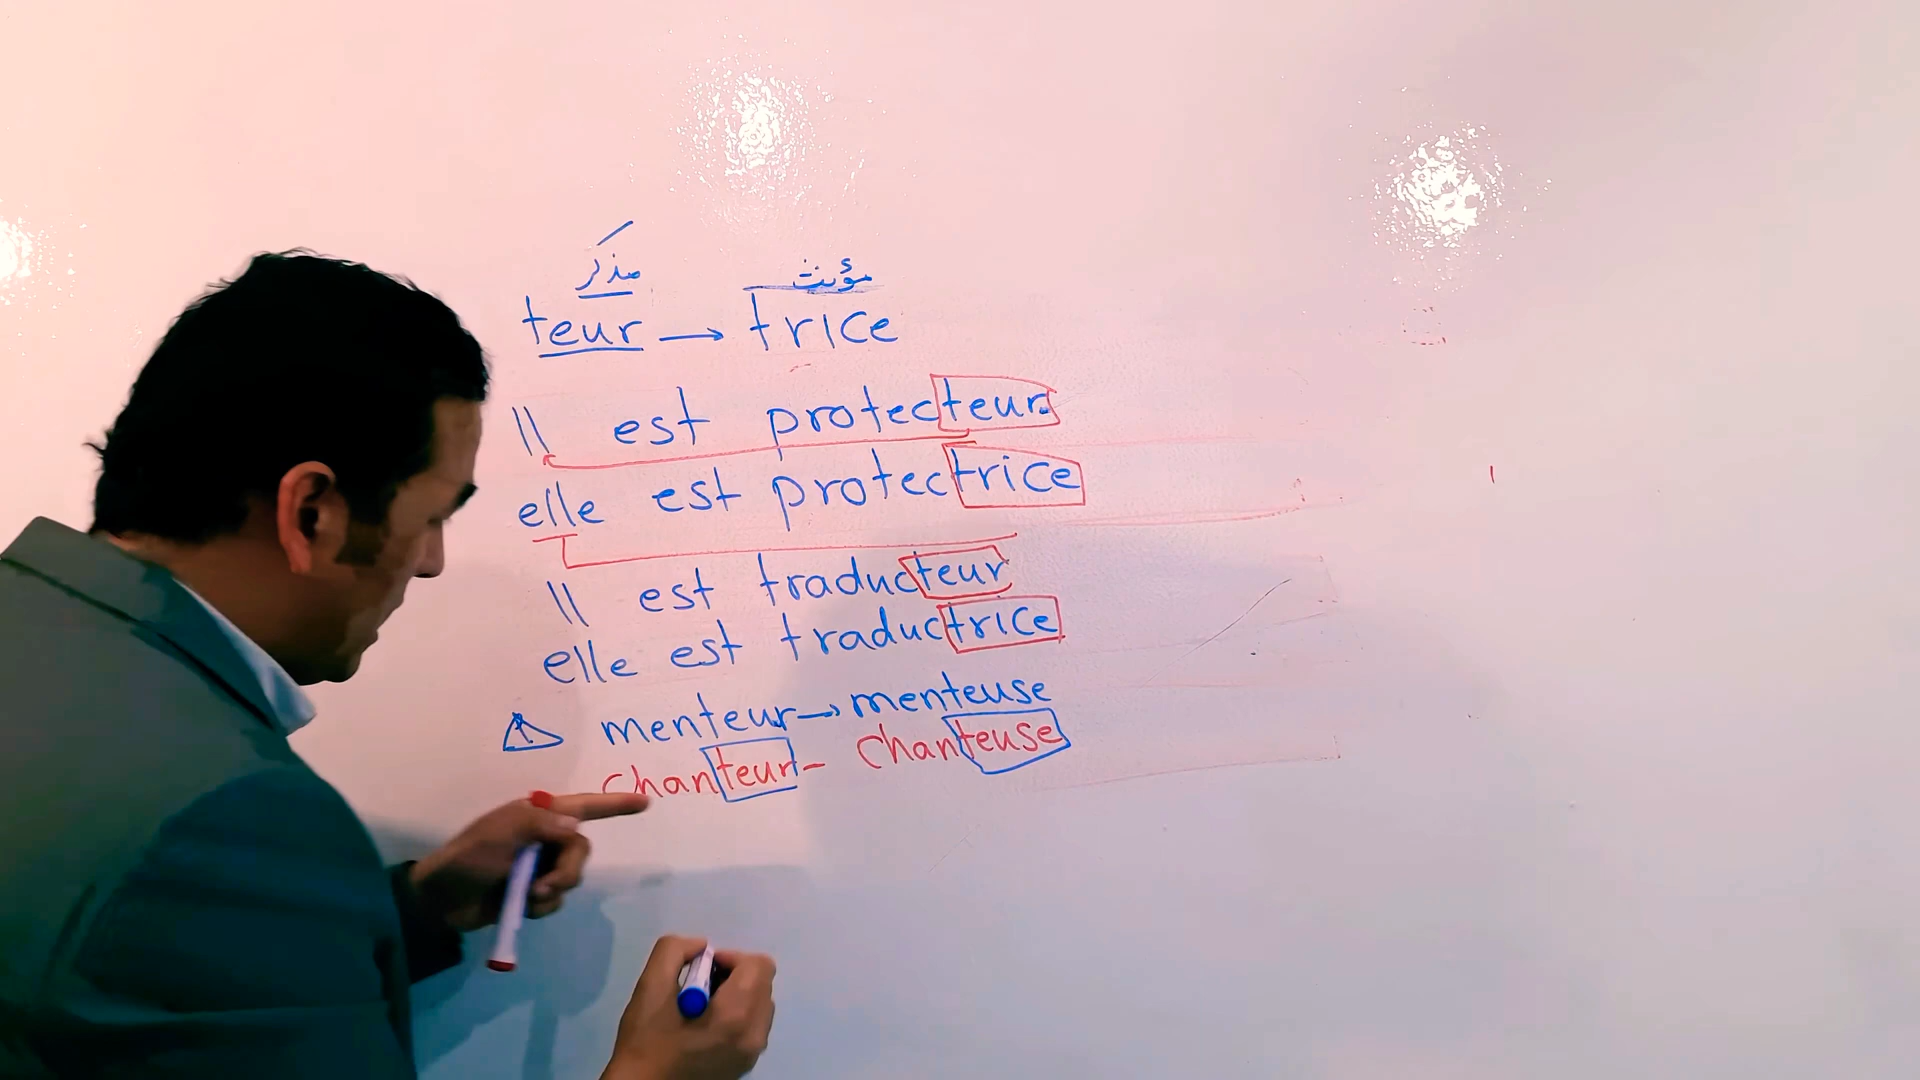 مذكر مؤنث
teur → trice
Il est protecteur
elle est protectrice
Il est traducteur
elle est traductrice
menteur → menteuse
chanteur - chanteuse